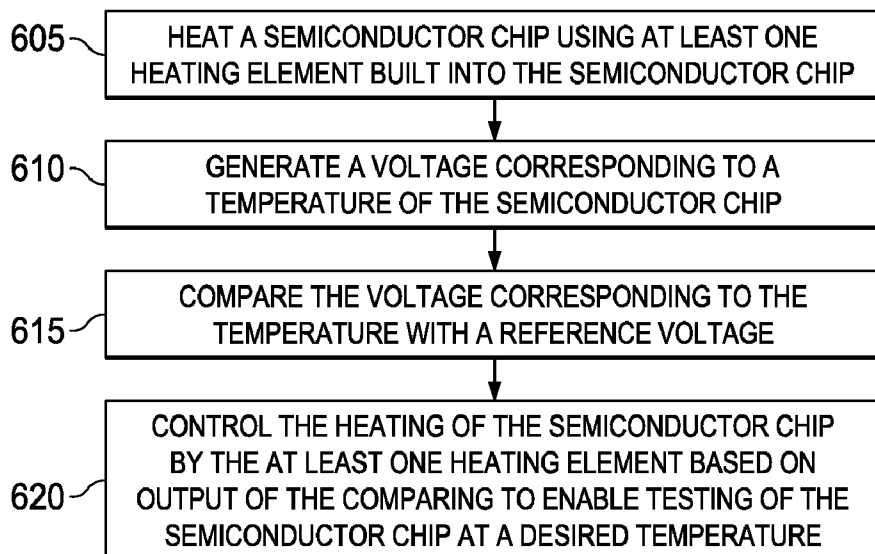 605
HEAT A SEMICONDUCTOR CHIP USING AT LEAST ONE
HEATING ELEMENT BUILT INTO THE SEMICONDUCTOR CHIP
610
GENERATE A VOLTAGE CORRESPONDING TO A
TEMPERATURE OF THE SEMICONDUCTOR CHIP
615
COMPARE THE VOLTAGE CORRESPONDING TO THE
TEMPERATURE WITH A REFERENCE VOLTAGE
620
CONTROL THE HEATING OF THE SEMICONDUCTOR CHIP
BY THE AT LEAST ONE HEATING ELEMENT BASED ON
OUTPUT OF THE COMPARING TO ENABLE TESTING OF THE
SEMICONDUCTOR CHIP AT A DESIRED TEMPERATURE